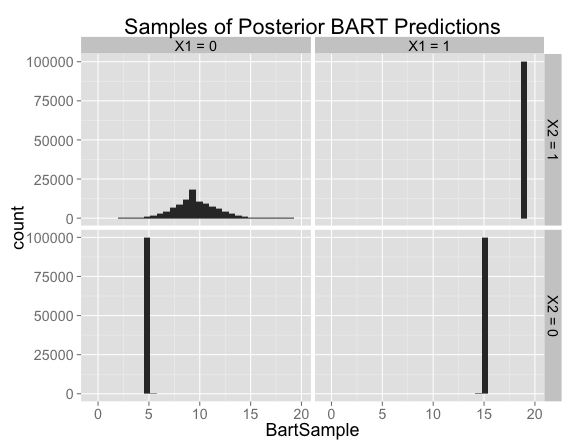 Samples of Posterior BART Predictions
X1 = 0 X1 = 1
100000
75000
50000
25000
0
X2 = 1
count
100000
75000
50000
25000
0
X2 = 0
0 5 10 15 20 0 5 10 15 20
BartSample